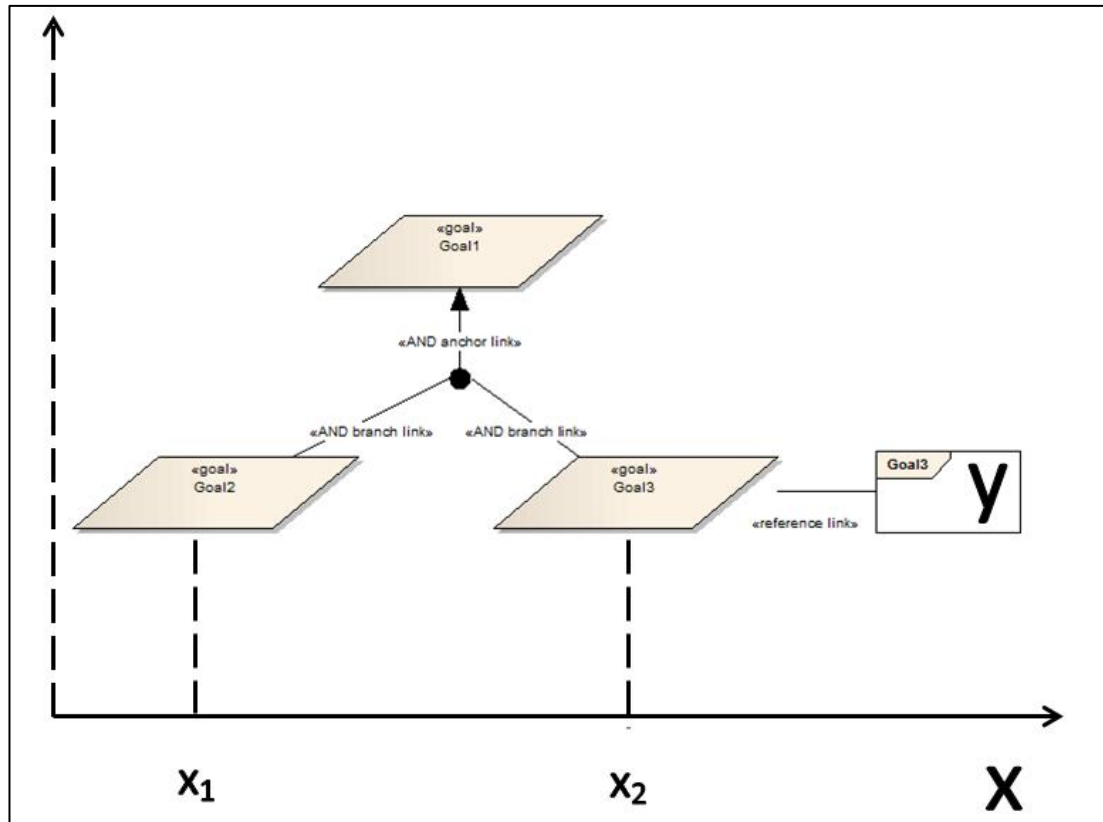 «goal»
Goal1
«AND anchor link»
«AND branch link»
«AND branch link»
«goal»
Goal2
«goal»
Goal3
Goal3
y
«reference link»
x₁
x₂
X